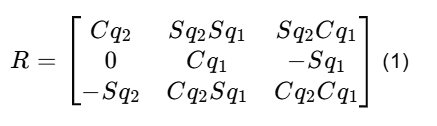 R = [ Cq₂ Sq₂Sq₁ Sq₂Cq₁
0 Cq₁ −Sq₁
−Sq₂ Cq₂Sq₁ Cq₂Cq₁ ] (1)